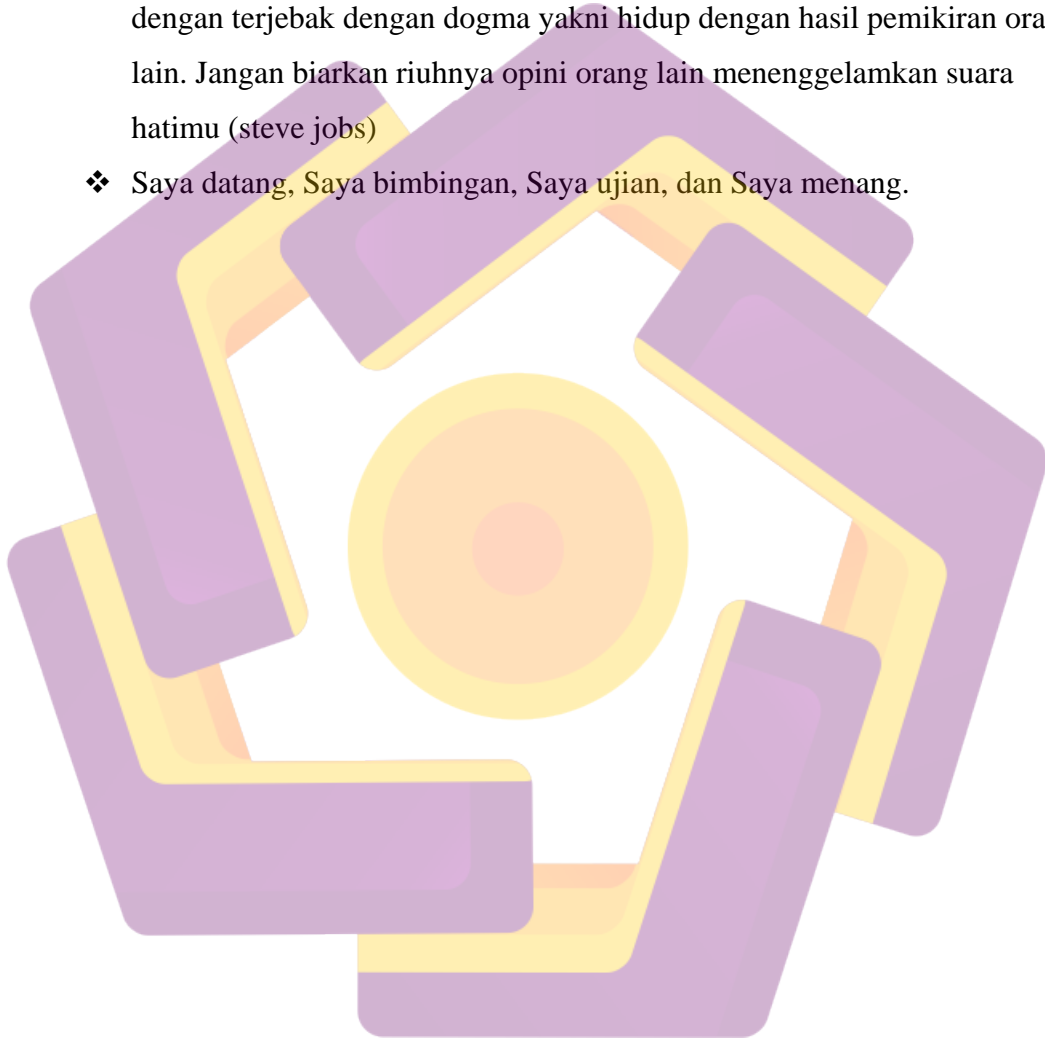 dengan terjebak dengan dogma yakni hidup dengan hasil pemikiran ora
lain. Jangan biarkan riuhnya opini orang lain menenggelamkan suara
hatimu (steve jobs)
❖ Saya datang, Saya bimbingan, Saya ujian, dan Saya menang.